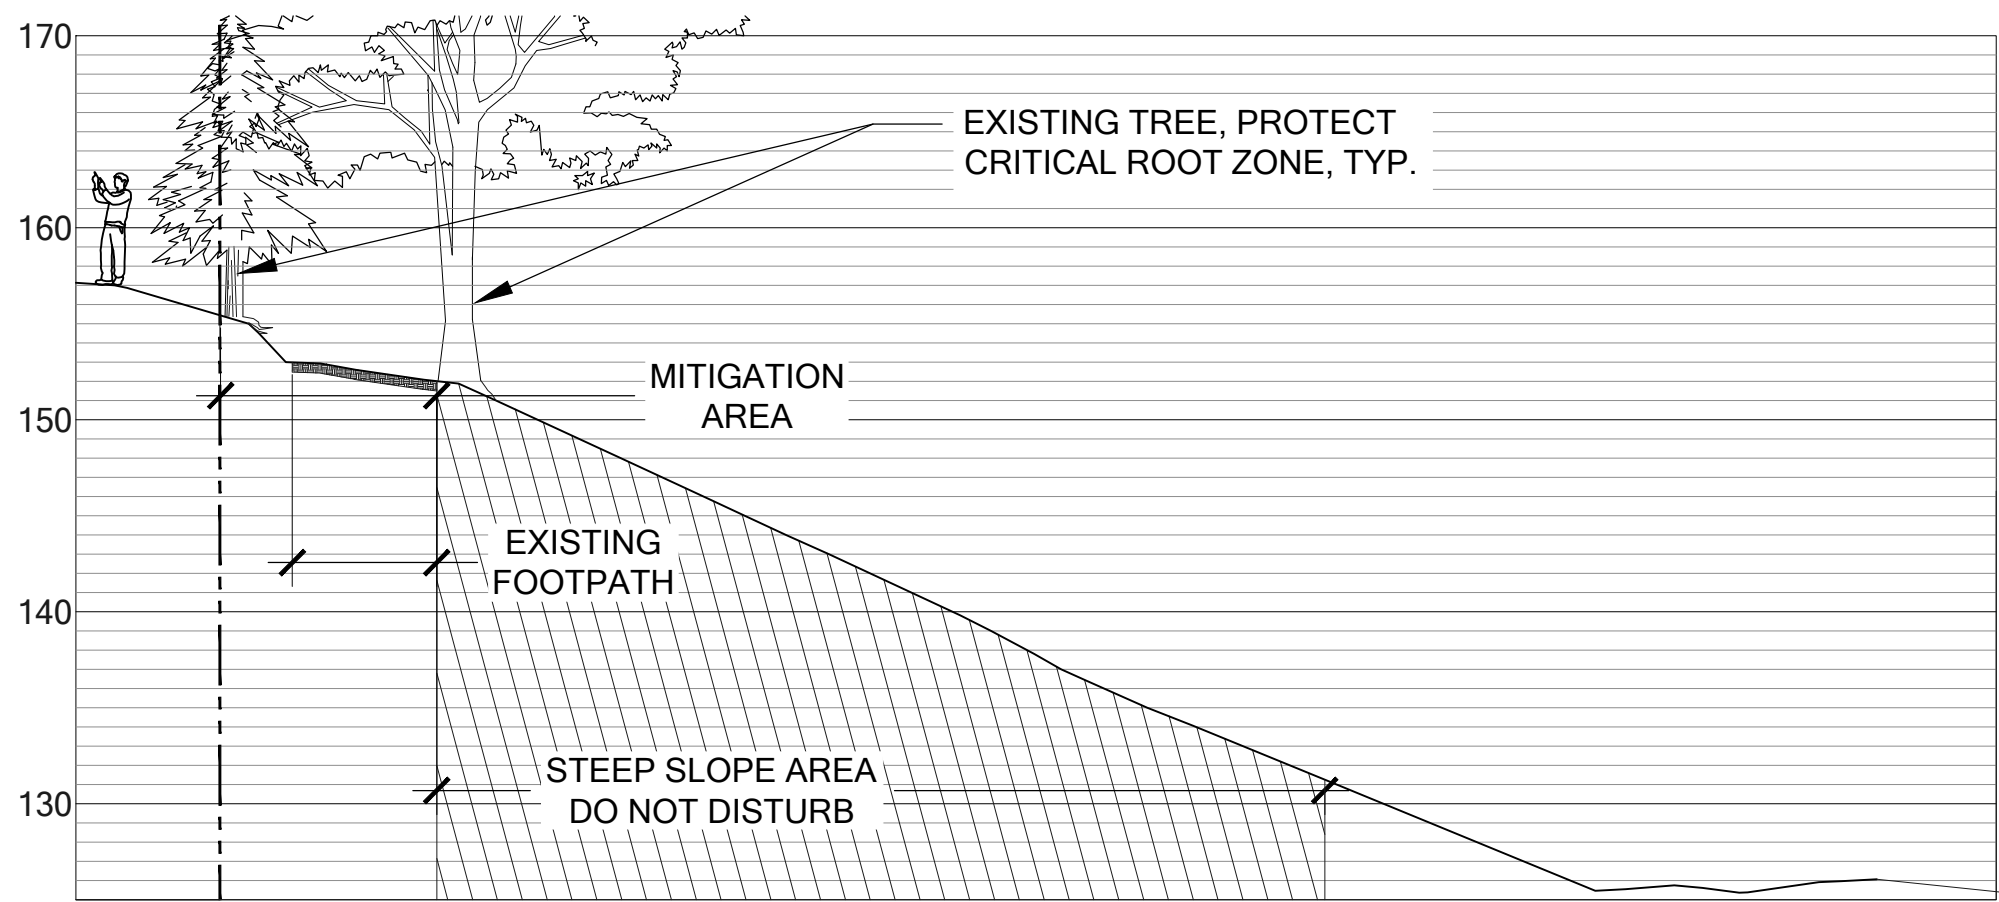 170
EXISTING TREE, PROTECT
CRITICAL ROOT ZONE, TYP.
160
MITIGATION
AREA
150
EXISTING
FOOTPATH
140
STEEP SLOPE AREA
DO NOT DISTURB
130